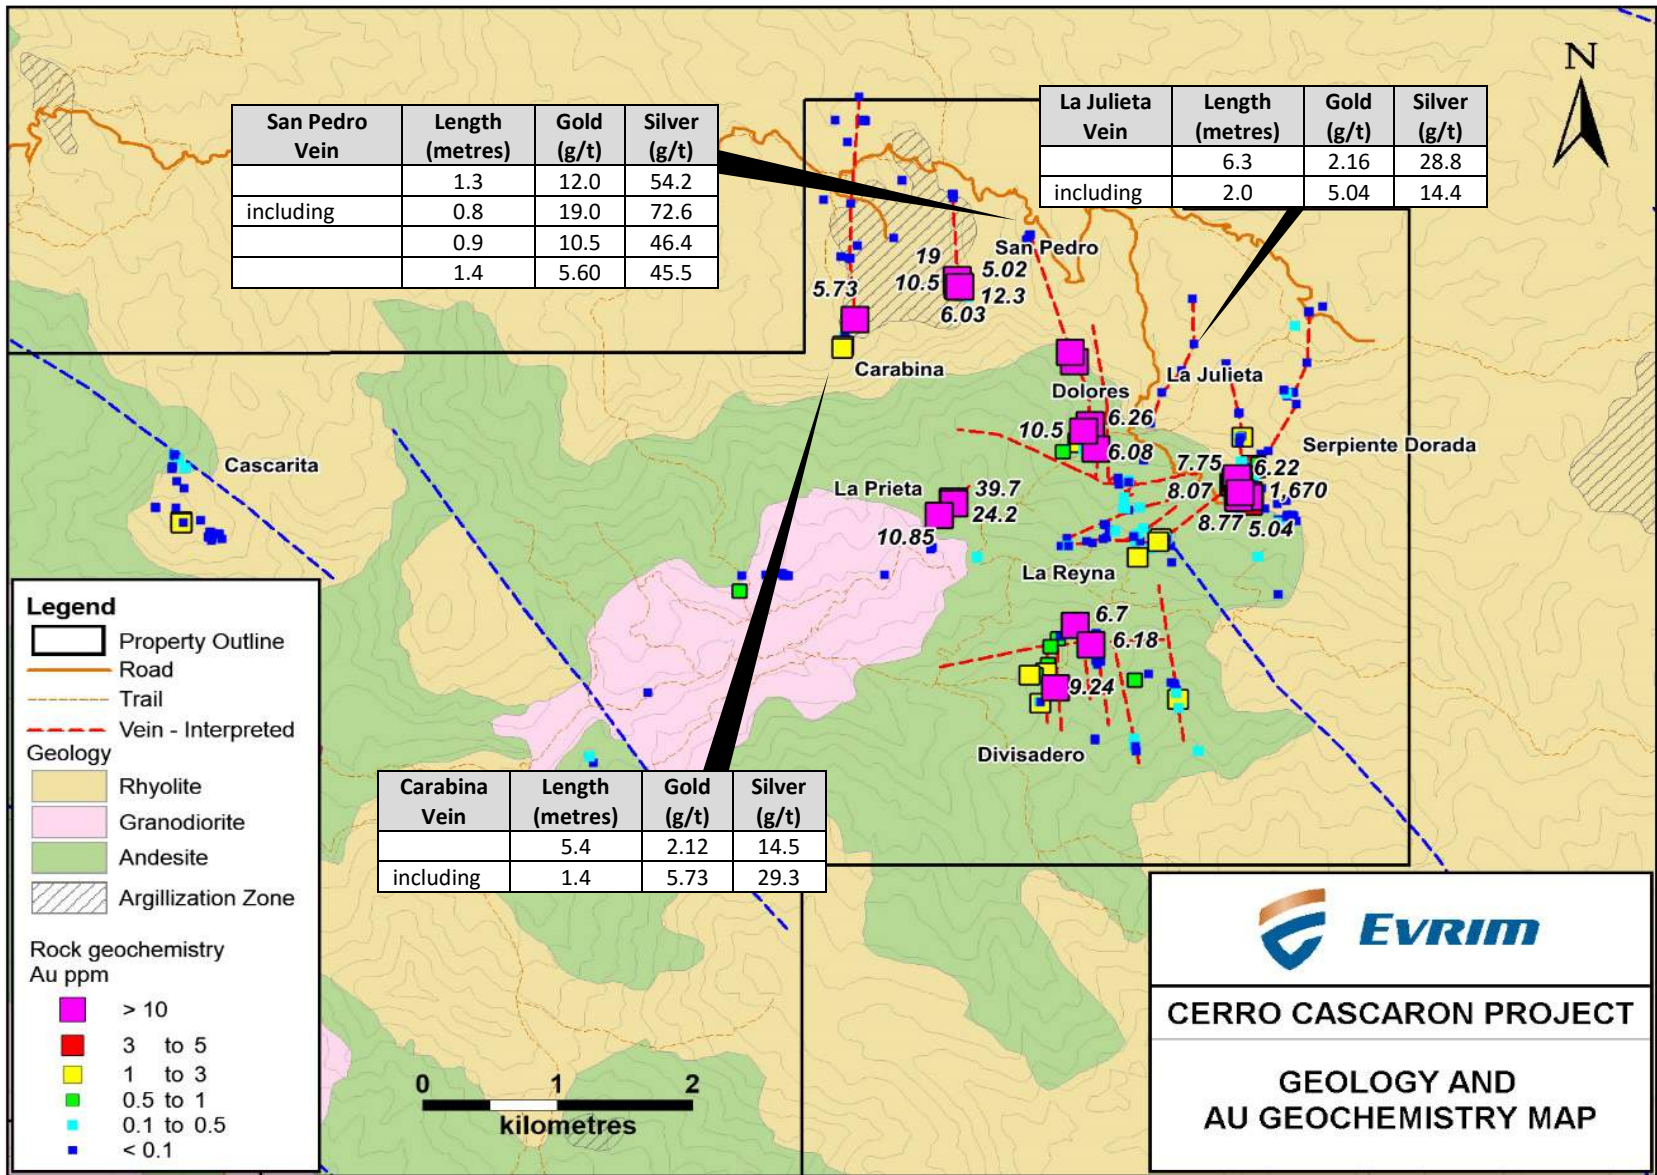 N
San Pedro Vein Length (metres) Gold (g/t) Silver (g/t)
1.3 12.0 54.2
including 0.8 19.0 72.6
0.9 10.5 46.4
1.4 5.60 45.5
La Julieta Vein Length (metres) Gold (g/t) Silver (g/t)
6.3 2.16 28.8
including 2.0 5.04 14.4
San Pedro
19
5.02
10.5
12.3
6.03
5.73
Carabina
La Julieta
Dolores
6.26
10.5
6.08
Serpiente Dorada
7.75
6.22
8.07
1,670
8.77
5.04
Cascarita
La Prieta
39.7
24.2
10.85
La Reyna
6.7
6.18
9.24
Divisadero
Carabina Vein Length (metres) Gold (g/t) Silver (g/t)
5.4 2.12 14.5
including 1.4 5.73 29.3
Legend
Property Outline
Road
Trail
Vein - Interpreted
Geology
Rhyolite
Granodiorite
Andesite
Argillization Zone
Rock geochemistry
Au ppm
> 10
3 to 5
1 to 3
0.5 to 1
0.1 to 0.5
< 0.1
0 1 2
kilometres
EVRIM
CERRO CASCARON PROJECT
GEOLOGY AND
AU GEOCHEMISTRY MAP